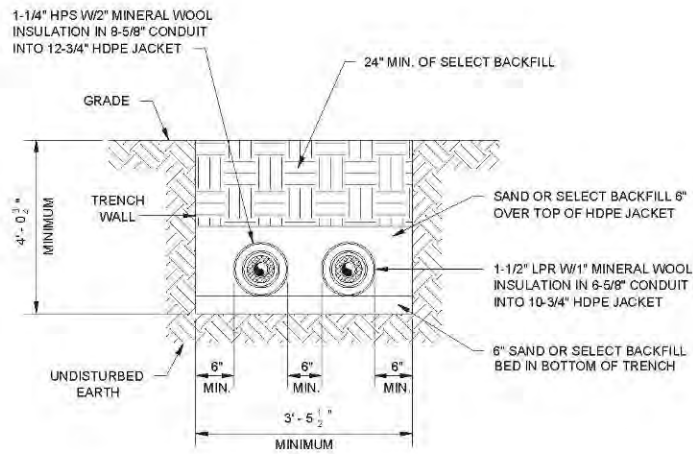 1-1/4" HPS W/2" MINERAL WOOL
INSULATION IN 8-5/8" CONDUIT
INTO 12-3/4" HDPE JACKET
24" MIN. OF SELECT BACKFILL
GRADE
TRENCH
WALL
4' - 0 3/4"
MINIMUM
SAND OR SELECT BACKFILL 6"
OVER TOP OF HDPE JACKET
1-1/2" LPR W/1" MINERAL WOOL
INSULATION IN 6-5/8" CONDUIT
INTO 10-3/4" HDPE JACKET
6" SAND OR SELECT BACKFILL
BED IN BOTTOM OF TRENCH
UNDISTURBED
EARTH
6"
MIN.
6"
MIN.
6"
MIN.
3' - 5 1/2"
MINIMUM